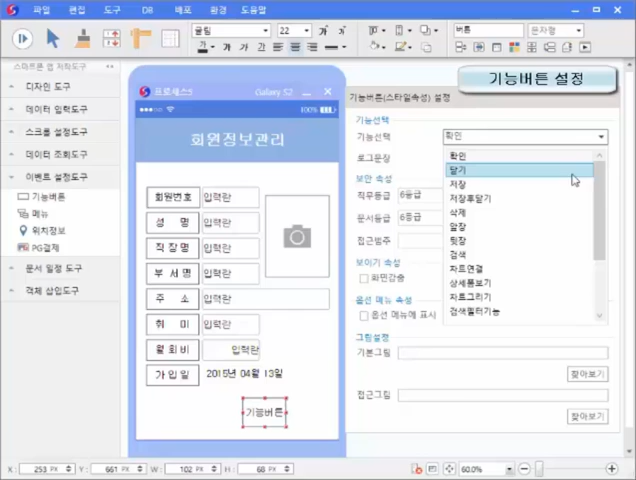 파일 편집 도구 DB 배포 환경 도움말
굴림 22 가 가 버튼 문자형
스마트폰 앱 저작도구
디자인 도구
데이터 입력도구
스크롤 설정도구
데이터 조회도구
이벤트 설정도구
기능버튼
메뉴
위치정보
PG결제
문서 일정 도구
객체 삽입도구
프로세스5 Galaxy S2
100%
회원정보관리
회원번호 입력란
성 명 입력란
직장명 입력란
부서명 입력란
주 소 입력란
취 미 입력란
월회비 입력란
가입일 2015년 04월 13일
기능버튼
기능버튼 설정
기능버튼(스타일속성) 설정
기능선택
기능선택 확인
로그문장
보안 속성
직무등급 6등급
문서등급 6등급
접근범주
보이기 속성
화면감춤
옵션 메뉴 속성
옵션 메뉴에 표시
확인
닫기
저장
저장후닫기
삭제
앞장
뒷장
검색
차트연결
상세폼보기
차트그리기
검색필터기능
그림설정
기본그림
찾아보기
접근그림
찾아보기
X : 253 PX Y : 661 PX W : 102 PX H : 68 PX 60.0%